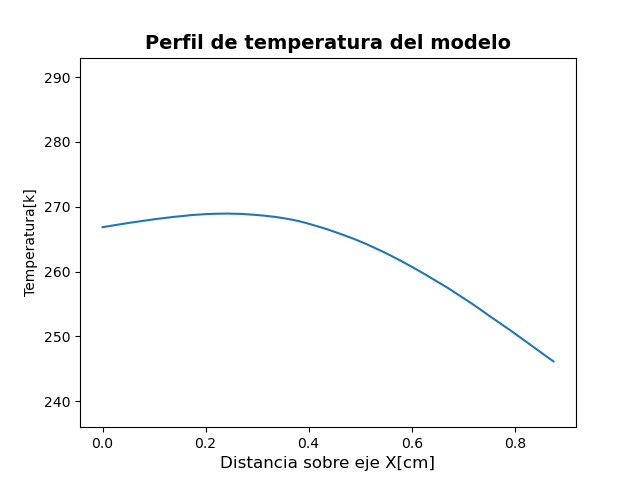 Perfil de temperatura del modelo
290
280
270
260
250
240
Temperatura[k]
0.0 0.2 0.4 0.6 0.8
Distancia sobre eje X[cm]